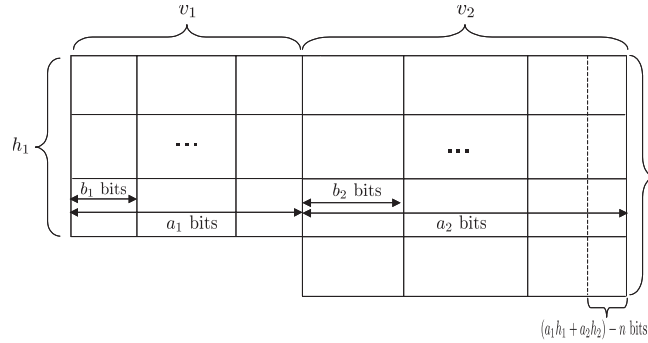 v₁ v₂
h₁
... ...
b₁ bits b₂ bits
a₁ bits a₂ bits
(a₁h₁ + a₂h₂) − n bits